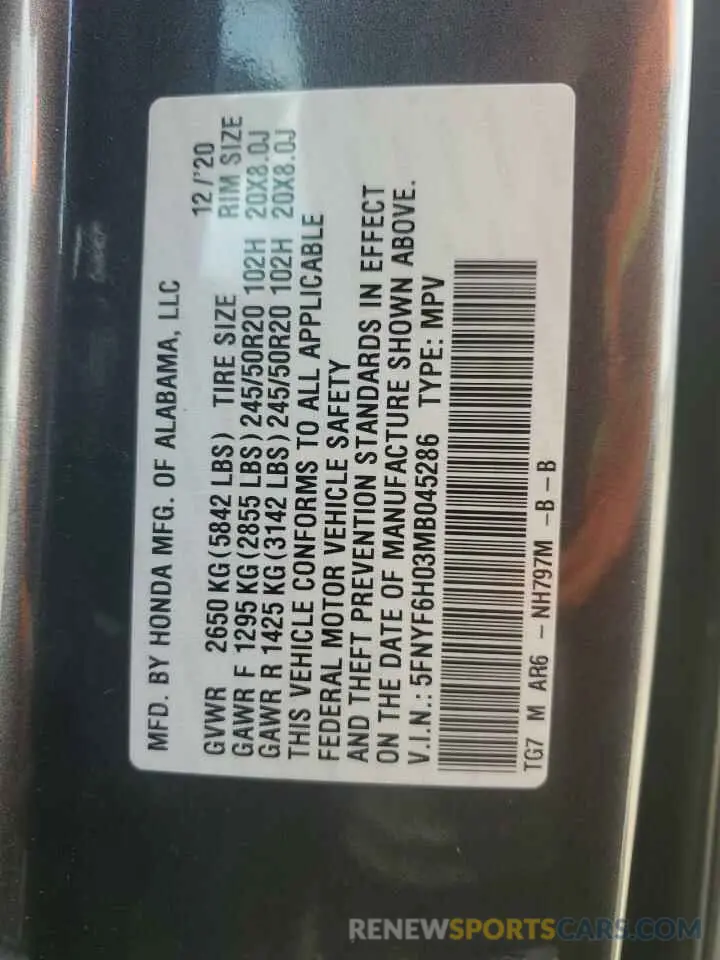 MFD. BY HONDA MFG. OF ALABAMA, LLC 12/'20
GVWR 2650 KG(5842 LBS) TIRE SIZE RIM SIZE
GAWR F 1295 KG(2855 LBS)245/50R20 102H 20X8.0J
GAWR R 1425 KG(3142 LBS)245/50R20 102H 20X8.0J
THIS VEHICLE CONFORMS TO ALL APPLICABLE
FEDERAL MOTOR VEHICLE SAFETY
AND THEFT PREVENTION STANDARDS IN EFFECT
ON THE DATE OF MANUFACTURE SHOWN ABOVE.
V.I.N.: 5FNYF6H03MB045286 TYPE: MPV
TG7 M AR6 -NH797M -B-B
RENEWSPORTSCARS.COM